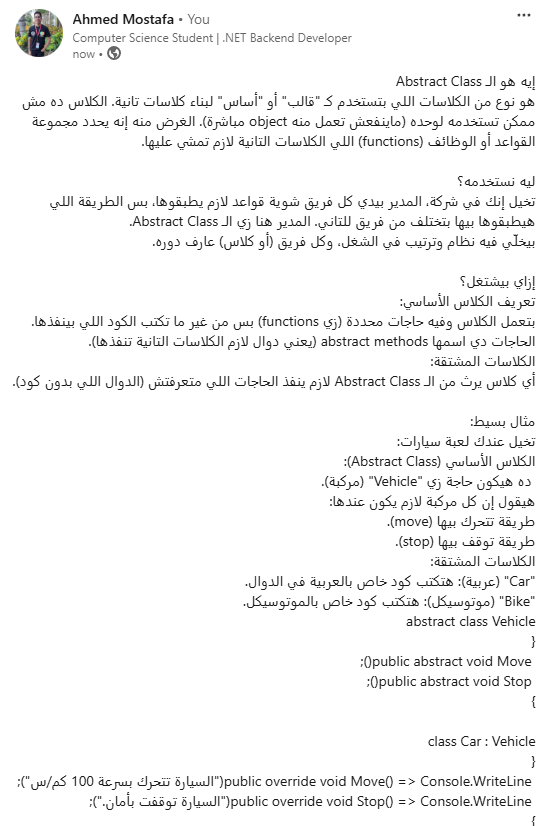 Ahmed Mostafa • You
Computer Science Student | .NET Backend Developer
now •
إيه هو الـ Abstract Class
هو نوع من الكلاسات اللي بتستخدم كـ "قالب" أو "أساس" لبناء كلاسات تانية. الكلاس ده مش
ممكن تستخدمه لوحده (ماينفعش تعمل منه object مباشرة). الغرض منه إنه يحدد مجموعة
القواعد أو الوظائف (functions) اللي الكلاسات التانية لازم تمشي عليها.
ليه نستخدمه؟
تخيل إنك في شركة، المدير بيدي كل فريق شوية قواعد لازم يطبقوها، بس الطريقة اللي
هيطبقوها بيها بتختلف من فريق للتاني. المدير هنا زي الـ Abstract Class.
بيخلّي فيه نظام وترتيب في الشغل، وكل فريق (أو كلاس) عارف دوره.
إزاي بيشتغل؟
تعريف الكلاس الأساسي:
بتعمل الكلاس وفيه حاجات محددة (زي functions) بس من غير ما تكتب الكود اللي بينفذها.
الحاجات دي اسمها abstract methods (يعني دوال لازم الكلاسات التانية تنفذها).
الكلاسات المشتقة:
أي كلاس يرث من الـ Abstract Class لازم ينفذ الحاجات اللي متعرفتش (الدوال اللي بدون كود).
مثال بسيط:
تخيل عندك لعبة سيارات:
الكلاس الأساسي (Abstract Class):
ده هيكون حاجة زي "Vehicle" (مركبة).
هيقول إن كل مركبة لازم يكون عندها:
طريقة تتحرك بيها (move).
طريقة توقف بيها (stop).
الكلاسات المشتقة:
"Car" (عربية): هتكتب كود خاص بالعربية في الدوال.
"Bike" (موتوسيكل): هتكتب كود خاص بالموتوسيكل.
abstract class Vehicle
{
public abstract void Move();
public abstract void Stop();
}
class Car : Vehicle
{
public override void Move() => Console.WriteLine("السيارة تتحرك بسرعة 100 كم/س");
public override void Stop() => Console.WriteLine("السيارة توقفت بأمان.");
}